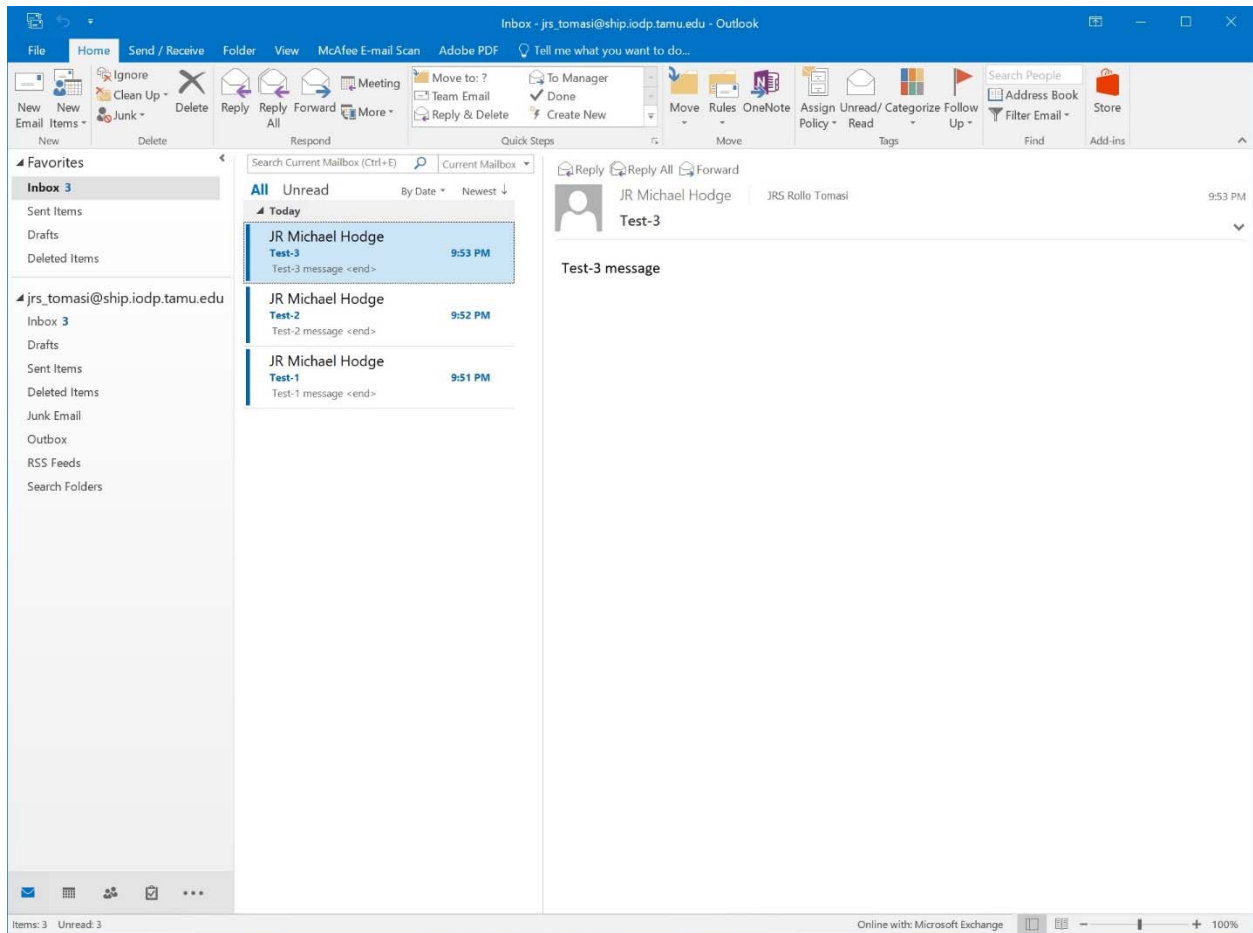 Inbox - jrs_tomasi@ship.iodp.tamu.edu - Outlook
File Home Send / Receive Folder View McAfee E-mail Scan Adobe PDF Tell me what you want to do...
New Email
New Items
New
Ignore
Clean Up
Junk
Delete
Delete
Reply
Reply All
Forward
Meeting
More
Respond
Move to: ?
Team Email
Reply & Delete
To Manager
Done
Create New
Quick Steps
Move
Rules
OneNote
Move
Assign Policy
Unread/ Read
Categorize
Follow Up
Tags
Search People
Address Book
Filter Email
Find
Store
Add-ins
Favorites
Inbox 3
Sent Items
Drafts
Deleted Items
jrs_tomasi@ship.iodp.tamu.edu
Inbox 3
Drafts
Sent Items
Deleted Items
Junk Email
Outbox
RSS Feeds
Search Folders
Search Current Mailbox (Ctrl+E) Current Mailbox
All Unread By Date Newest
Today
JR Michael Hodge
Test-3 9:53 PM
Test-3 message <end>
JR Michael Hodge
Test-2 9:52 PM
Test-2 message <end>
JR Michael Hodge
Test-1 9:51 PM
Test-1 message <end>
Reply Reply All Forward
JR Michael Hodge JRS Rollo Tomasi 9:53 PM
Test-3
Test-3 message
Items: 3 Unread: 3 Online with: Microsoft Exchange 100%